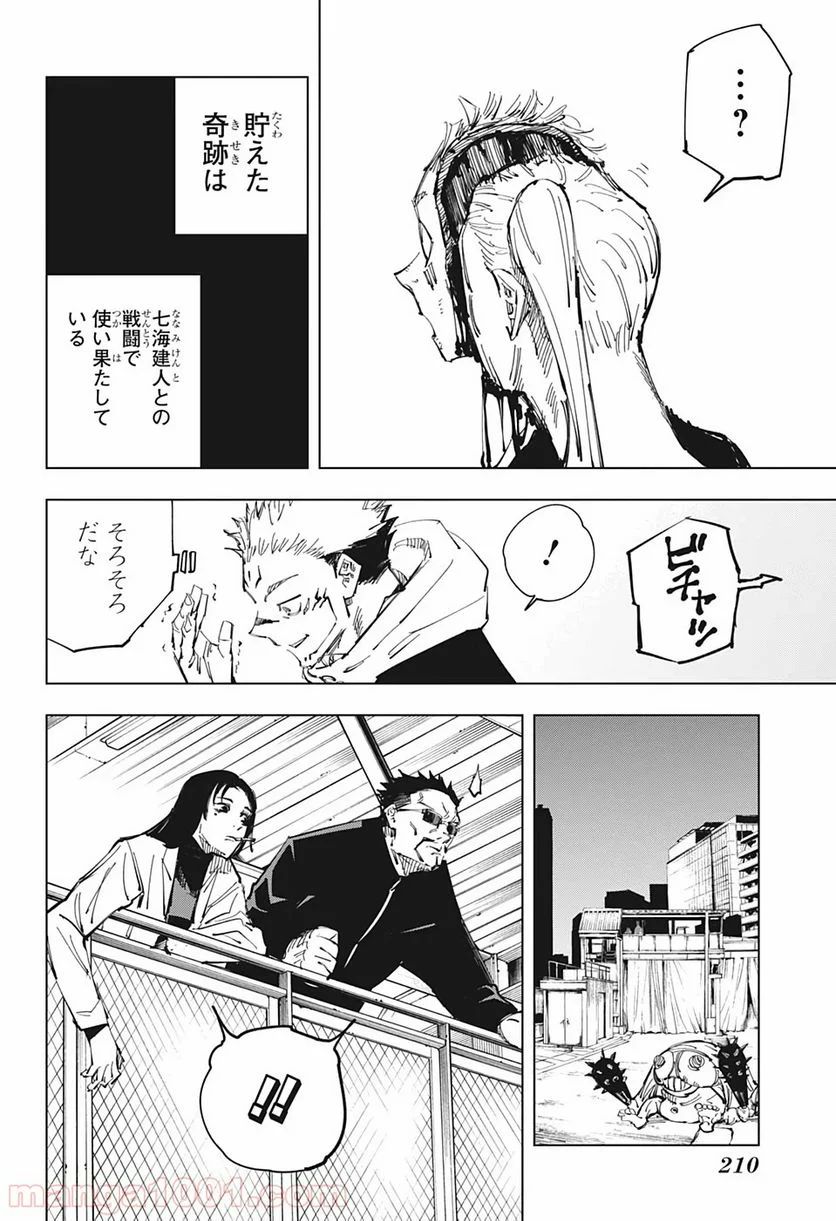 …?
貯えた
奇跡は
七海建人との
戦闘で
使い果たして
いる
ビチャッ
!
そろそろ
だな
!!
210
manga1001.com